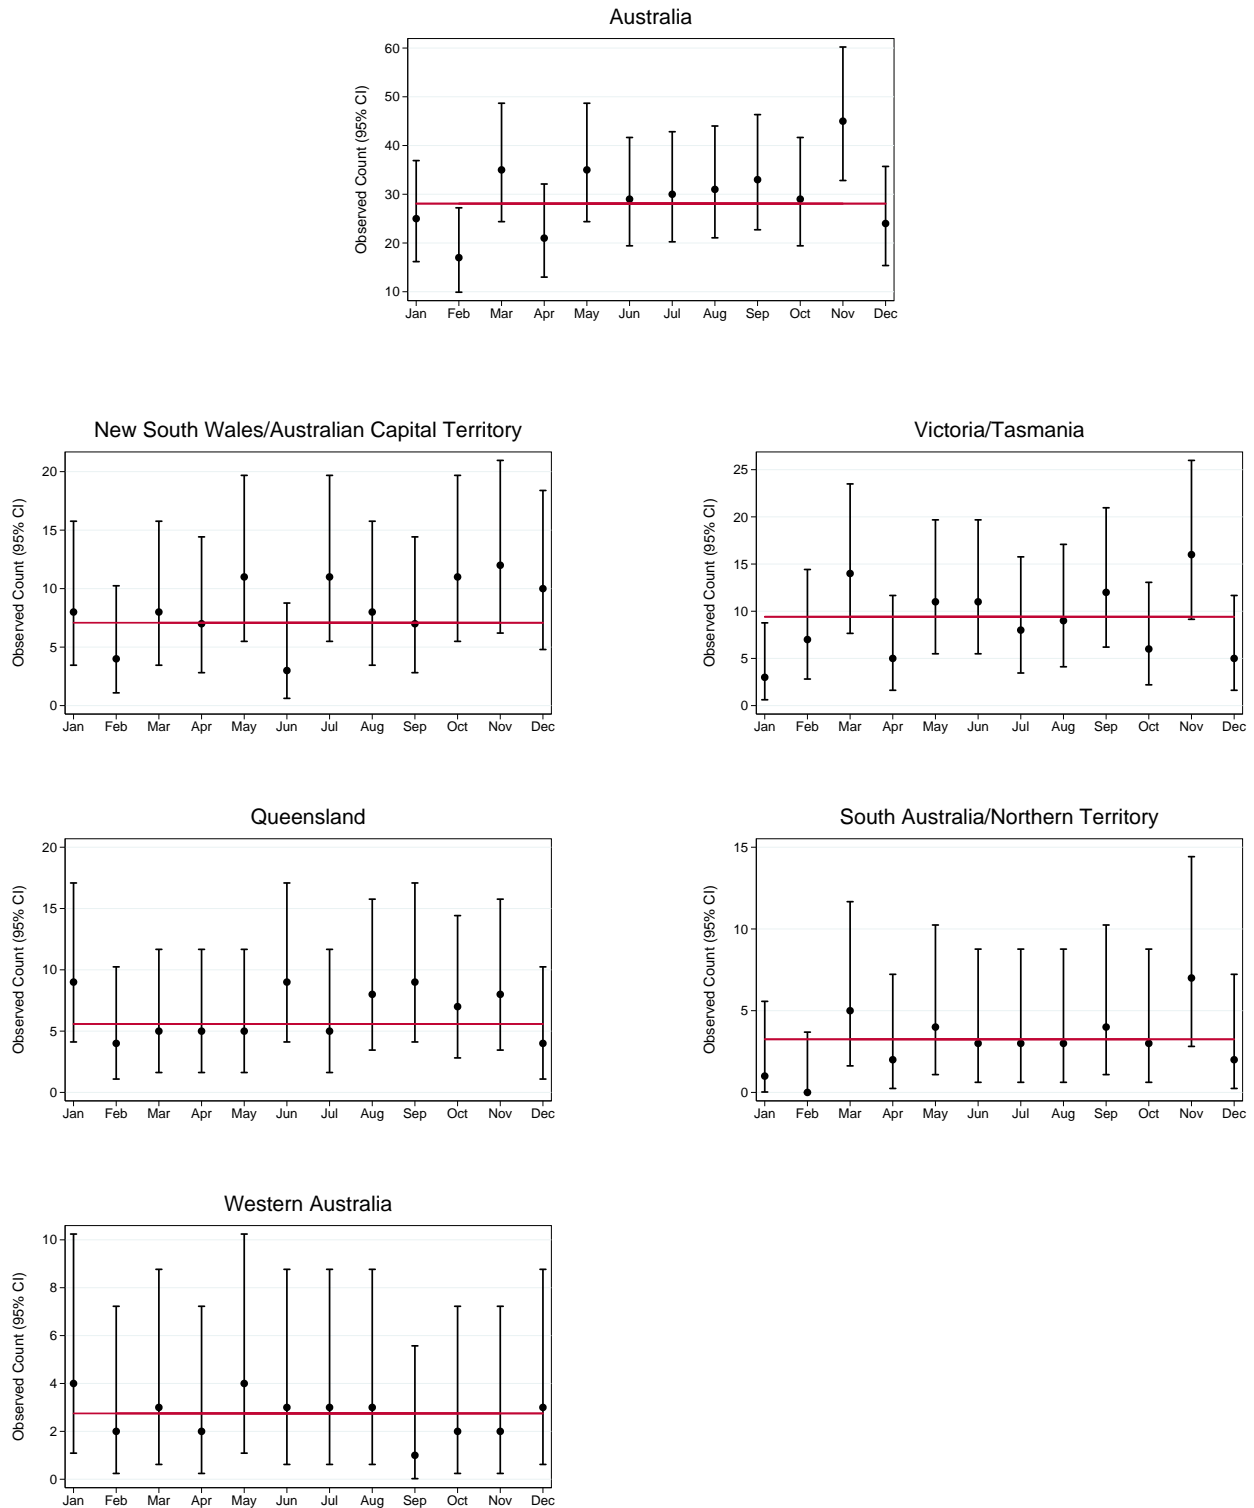 Australia
Observed Count (95% CI)
60
50
40
30
20
10
Jan Feb Mar Apr May Jun Jul Aug Sep Oct Nov Dec
New South Wales/Australian Capital Territory
Observed Count (95% CI)
20
15
10
5
0
Jan Feb Mar Apr May Jun Jul Aug Sep Oct Nov Dec
Victoria/Tasmania
Observed Count (95% CI)
25
20
15
10
5
0
Jan Feb Mar Apr May Jun Jul Aug Sep Oct Nov Dec
Queensland
Observed Count (95% CI)
20
15
10
5
0
Jan Feb Mar Apr May Jun Jul Aug Sep Oct Nov Dec
South Australia/Northern Territory
Observed Count (95% CI)
15
10
5
0
Jan Feb Mar Apr May Jun Jul Aug Sep Oct Nov Dec
Western Australia
Observed Count (95% CI)
10
8
6
4
2
0
Jan Feb Mar Apr May Jun Jul Aug Sep Oct Nov Dec